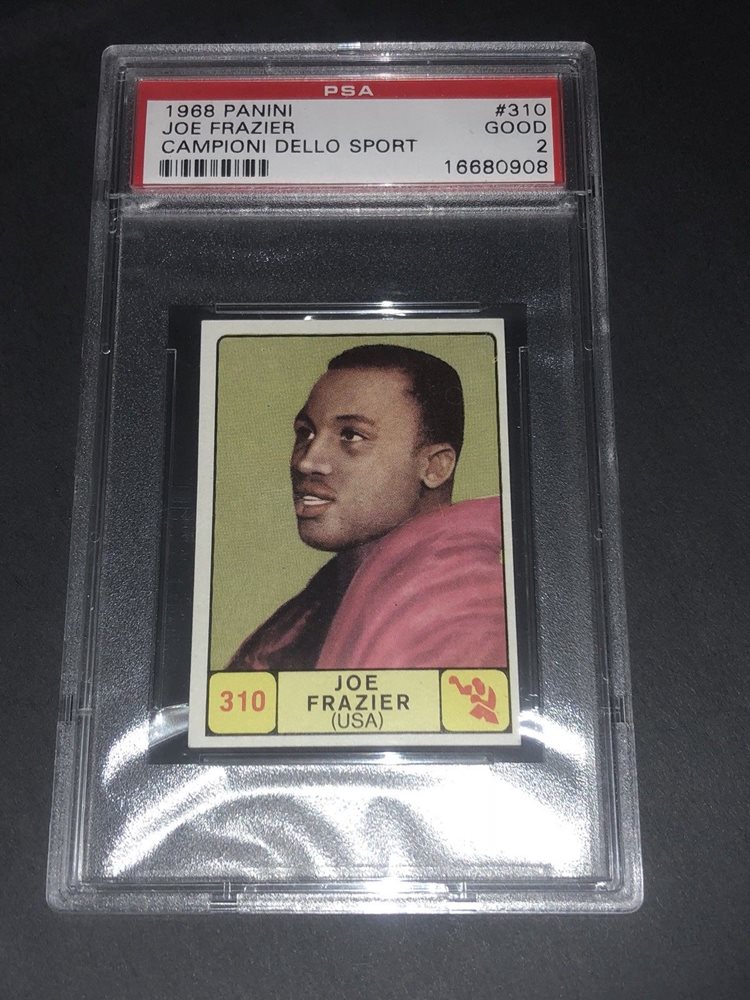 PSA
1968 PANINI #310
JOE FRAZIER GOOD
CAMPIONI DELLO SPORT 2
16680908
310
JOE
FRAZIER
(USA)